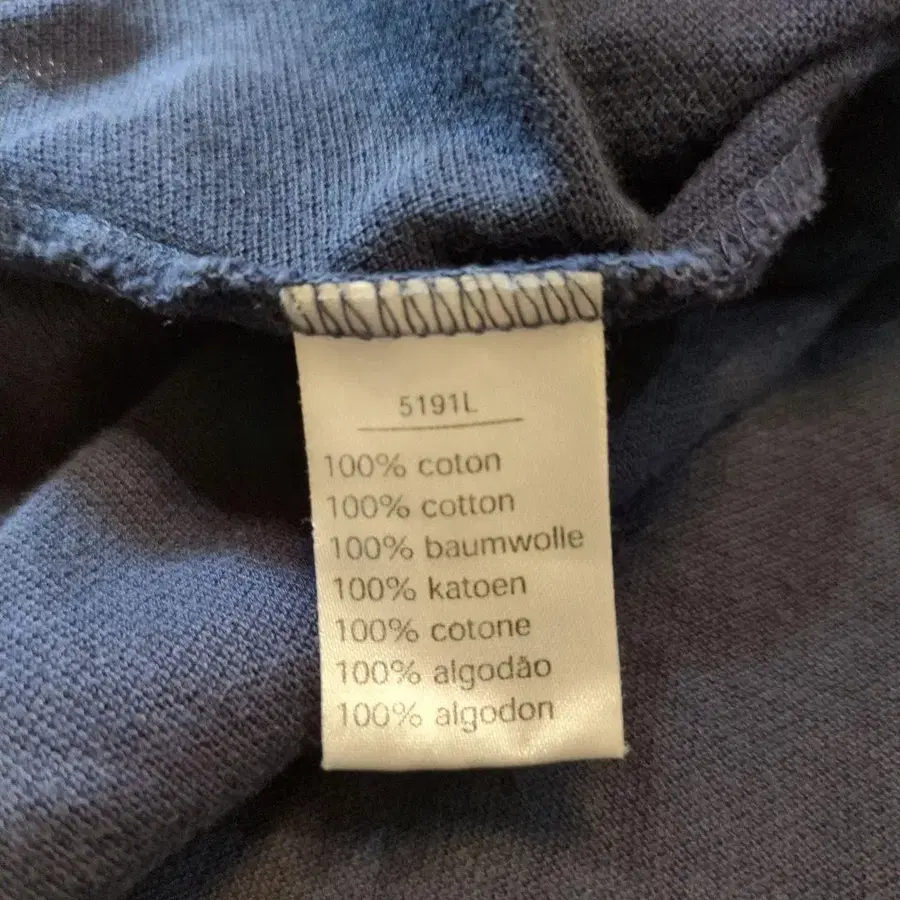 5191L
100% coton
100% cotton
100% baumwolle
100% katoen
100% cotone
100% algodão
100% algodon